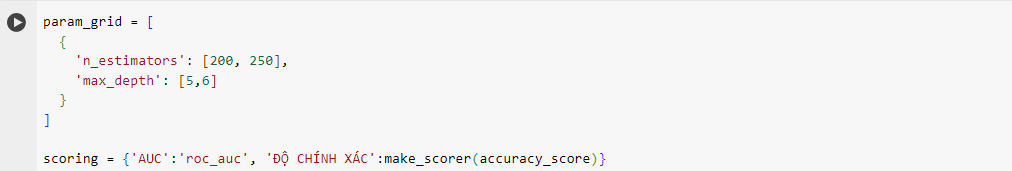 param_grid = [
  {
    'n_estimators': [200, 250],
    'max_depth': [5,6]
  }
]
scoring = {'AUC':'roc_auc', 'ĐỘ CHÍNH XÁC':make_scorer(accuracy_score)}